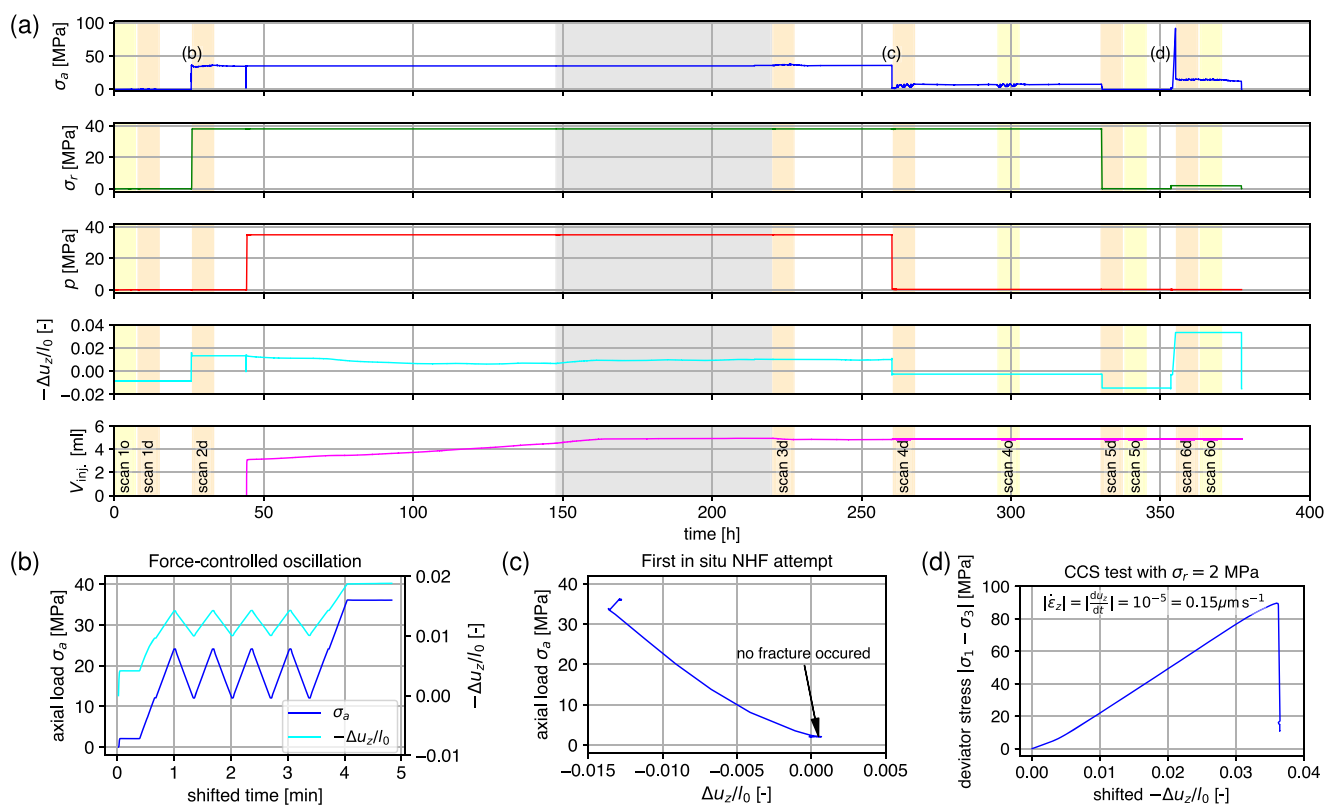 (a)
100
50
0
σa [MPa]
(b)
(c)
(d)
40
20
0
σr [MPa]
40
20
0
p [MPa]
0.04
0.02
0.00
−0.02
−Δuz/l0 [-]
6
4
2
0
Vinj. [ml]
scan 1o
scan 1d
scan 2d
scan 3d
scan 4d
scan 4o
scan 5d
scan 5o
scan 6d
scan 6o
0 50 100 150 200 250 300 350 400
time [h]
(b)
Force-controlled oscillation
40
30
20
10
0
axial load σa [MPa]
0.02
0.01
0.00
−0.01
−Δuz/l0 [-]
σa
−Δuz/l0
0 1 2 3 4 5
shifted time [min]
(c)
First in situ NHF attempt
40
30
20
10
0
axial load σa [MPa]
no fracture occured
−0.015 −0.010 −0.005 0.000 0.005
Δuz/l0 [-]
(d)
CCS test with σr = 2 MPa
|ε̇z| = |du̇z/dt| = 10⁻⁵ = 0.15μm s⁻¹
100
80
60
40
20
0
deviator stress |σ1 − σ3| [MPa]
0.00 0.01 0.02 0.03 0.04
shifted −Δuz/l0 [-]